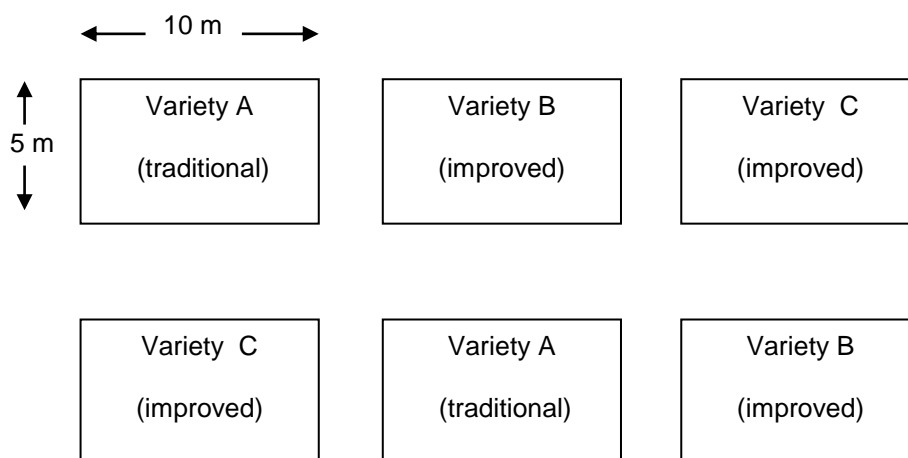 10 m
5 m
Variety A
(traditional)
Variety B
(improved)
Variety C
(improved)
Variety C
(improved)
Variety A
(traditional)
Variety B
(improved)